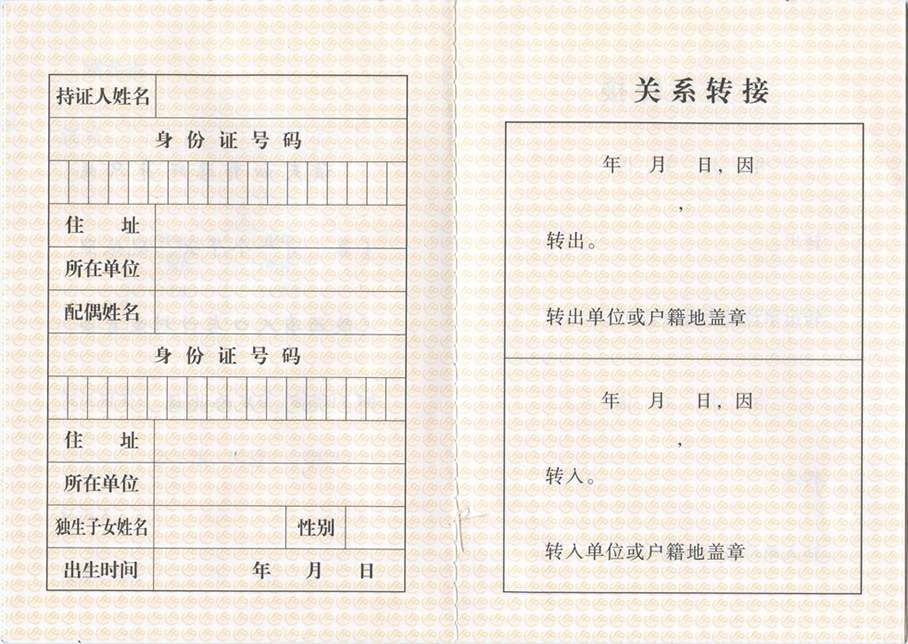 持证人姓名
身份证号码
住 址
所在单位
配偶姓名
身份证号码
住 址
所在单位
独生子女姓名 性别
出生时间 年 月 日
关系转接
年 月 日，因
，
转出。
转出单位或户籍地盖章
年 月 日，因
，
转入。
转入单位或户籍地盖章